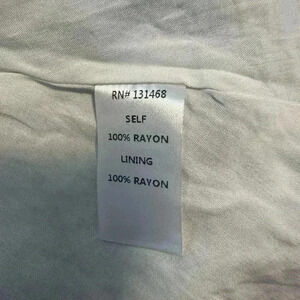 RN# 131468
SELF
100% RAYON
LINING
100% RAYON